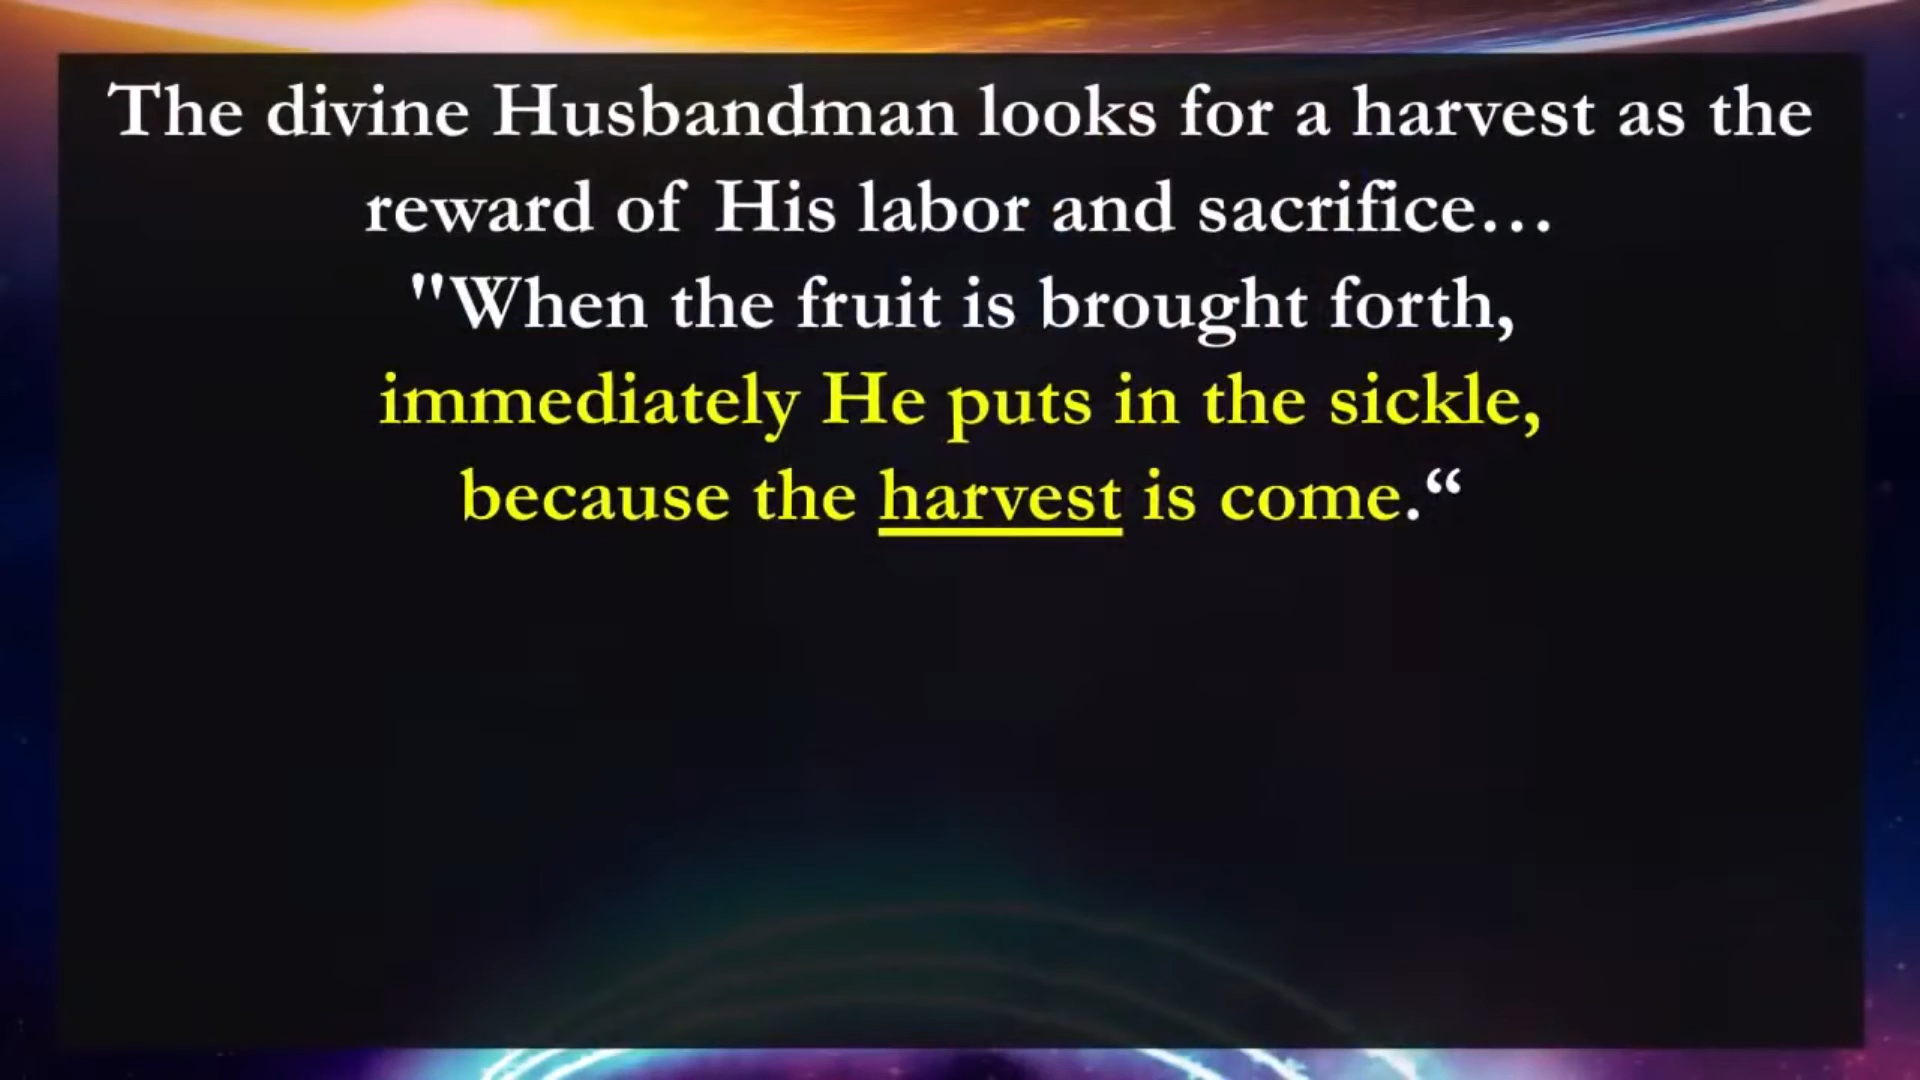 The divine Husbandman looks for a harvest as the
reward of His labor and sacrifice…
"When the fruit is brought forth,
immediately He puts in the sickle,
because the harvest is come.“